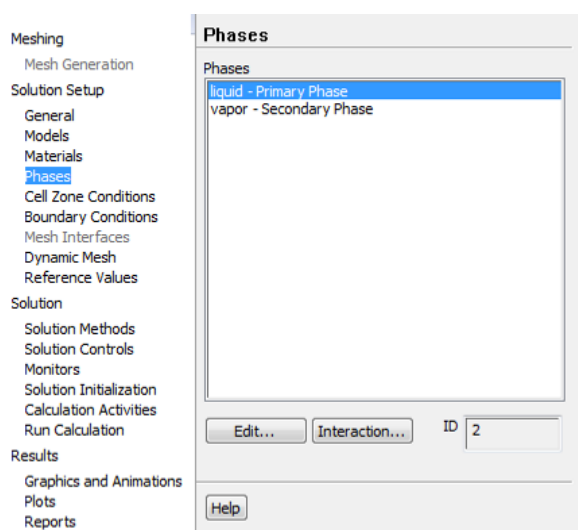 Meshing
Mesh Generation
Solution Setup
General
Models
Materials
Phases
Cell Zone Conditions
Boundary Conditions
Mesh Interfaces
Dynamic Mesh
Reference Values
Solution
Solution Methods
Solution Controls
Monitors
Solution Initialization
Calculation Activities
Run Calculation
Results
Graphics and Animations
Plots
Reports
Phases
Phases
liquid - Primary Phase
vapor - Secondary Phase
Edit... Interaction... ID 2
Help